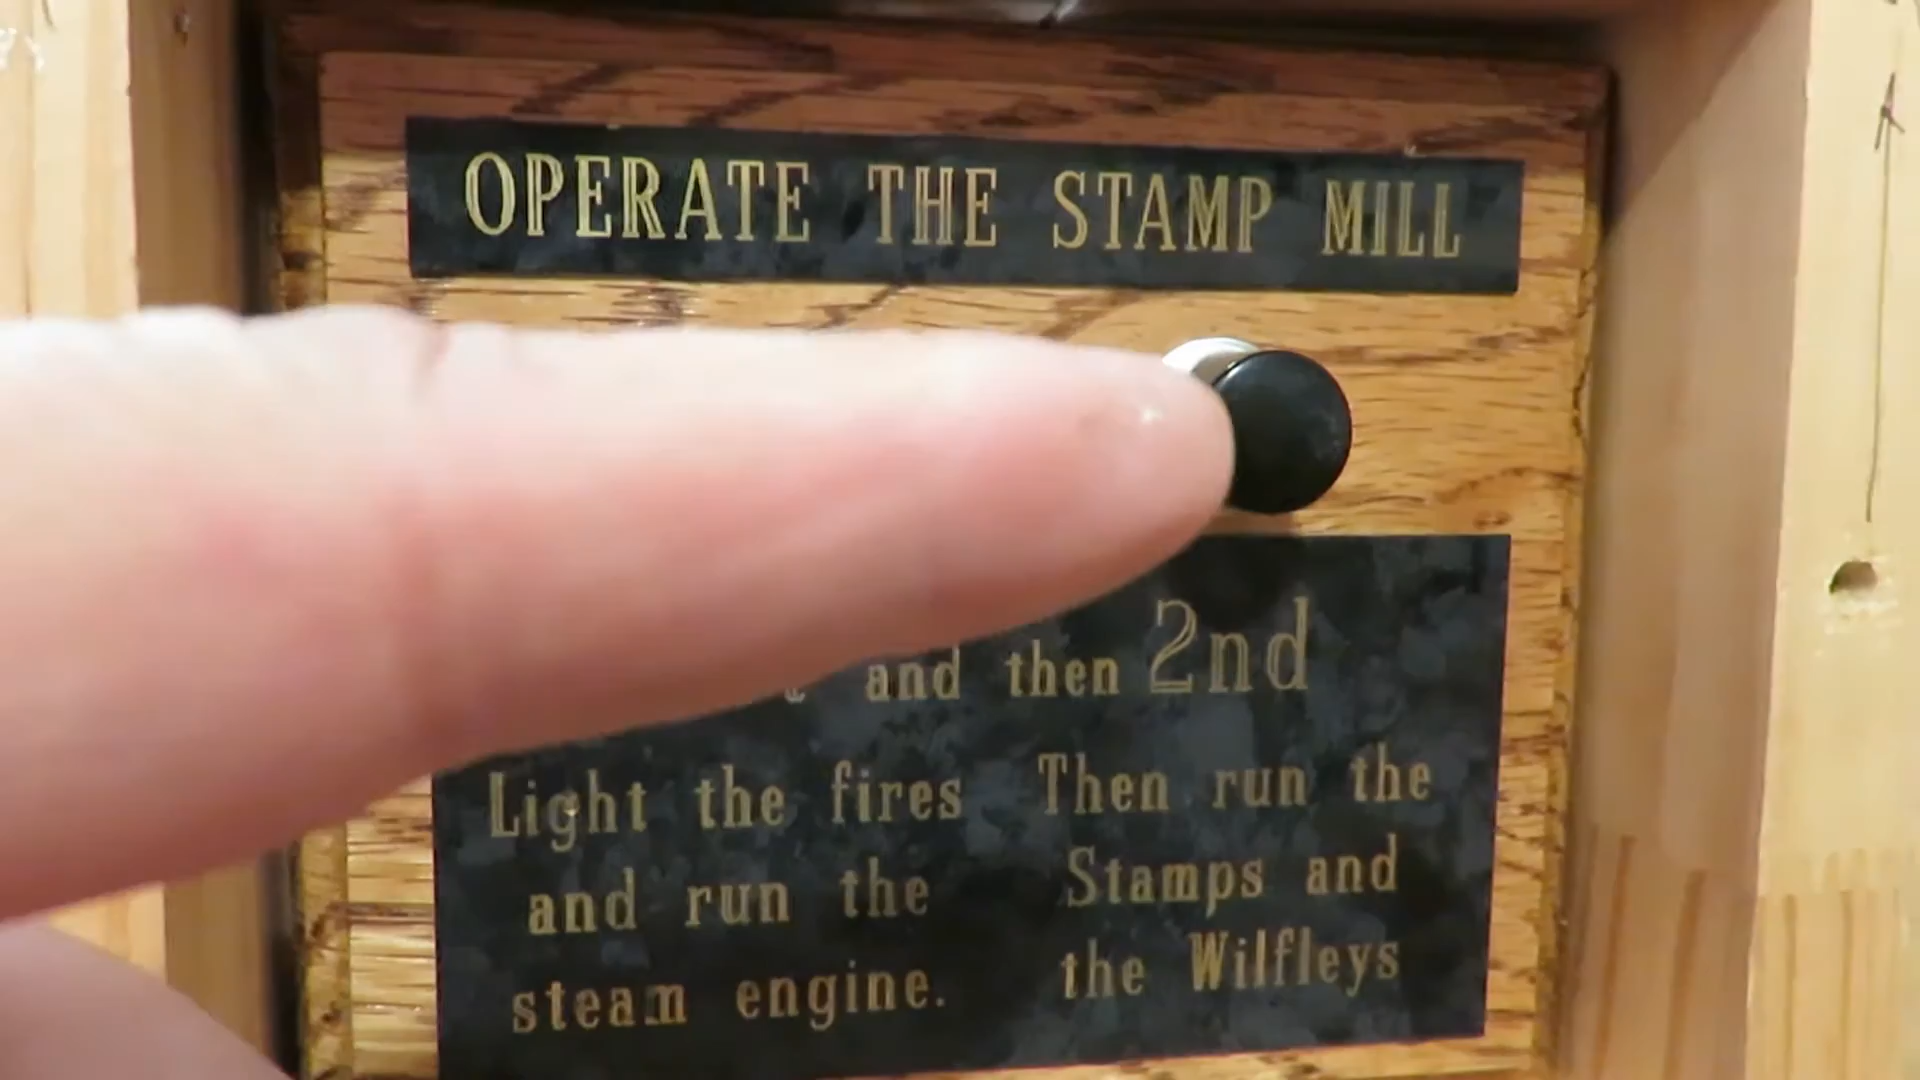 OPERATE THE STAMP MILL
and then 2nd
Light the fires
and run the
steam engine.
Then run the
Stamps and
the Wilfleys